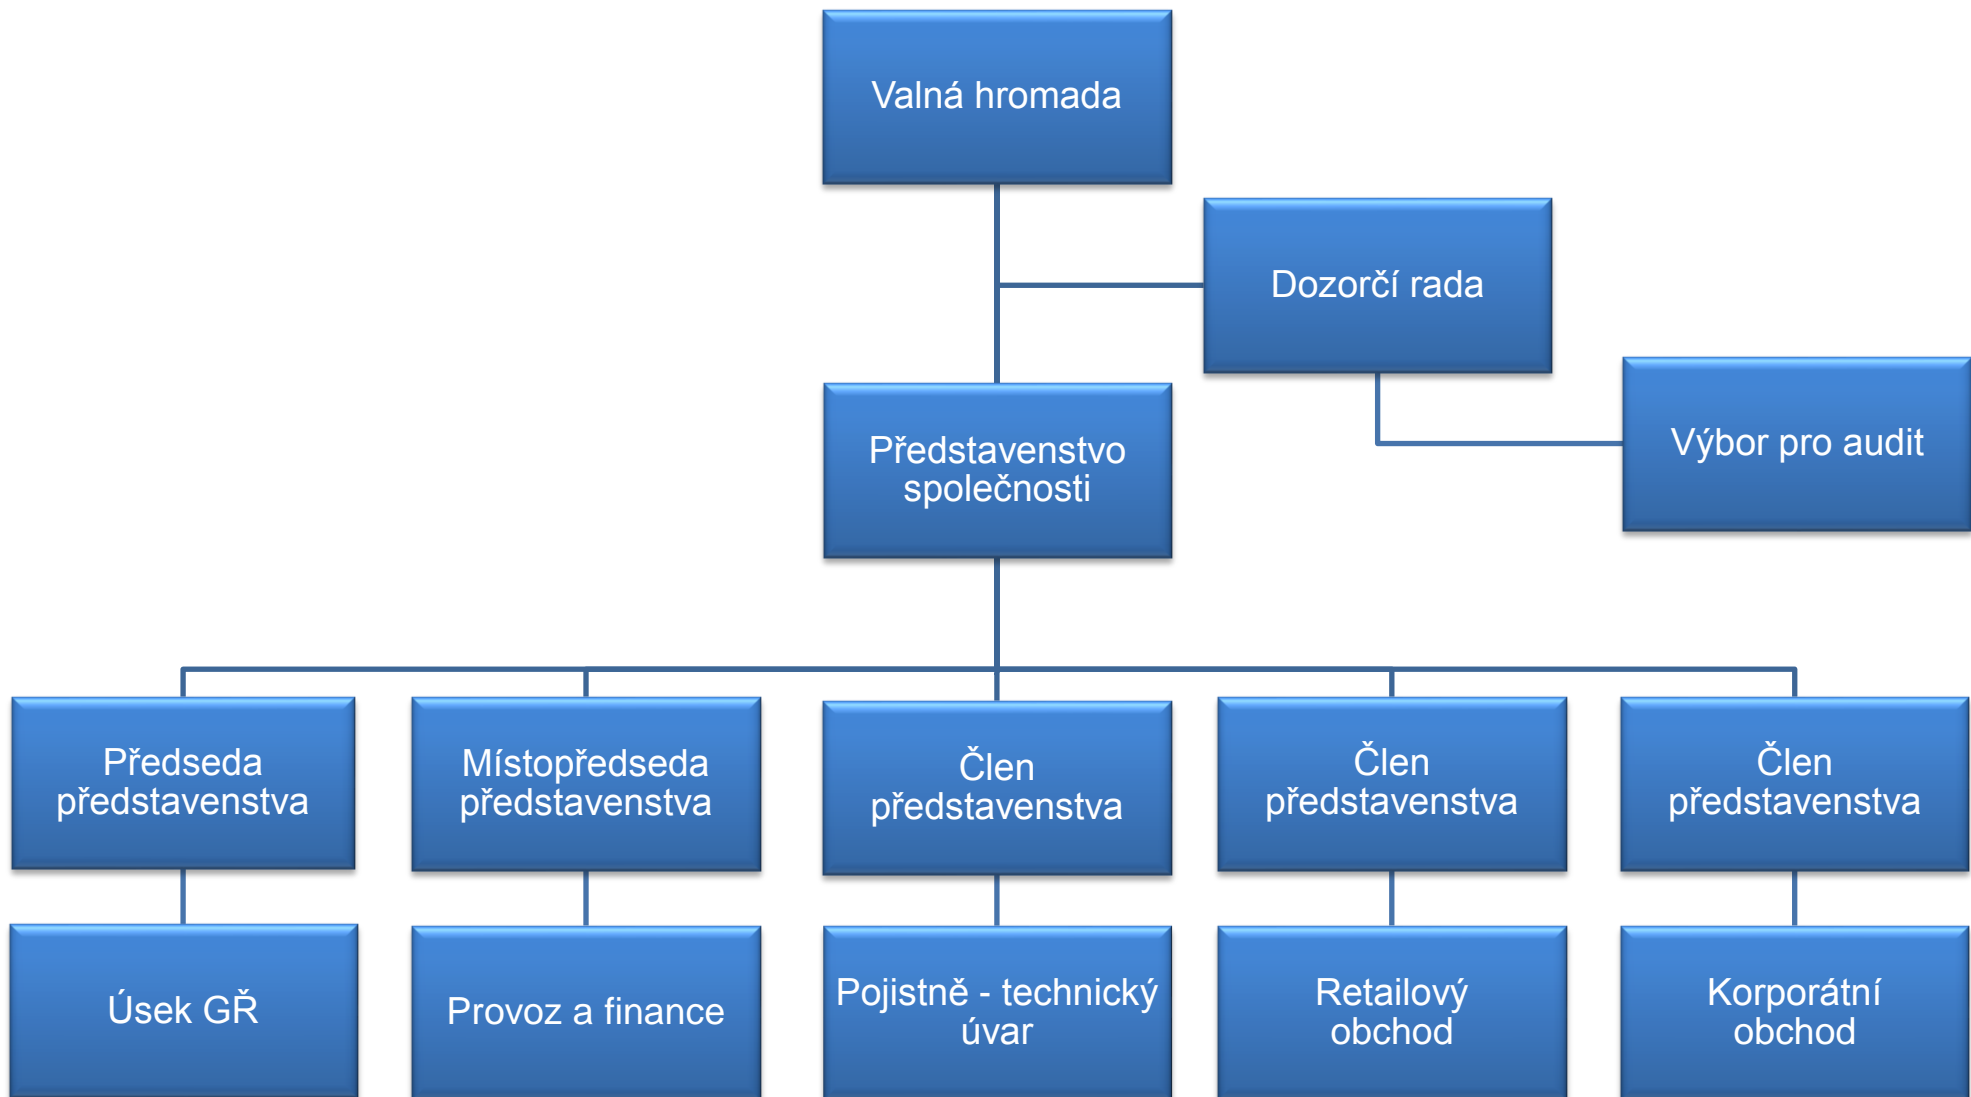 Valná hromada
Dozorčí rada
Výbor pro audit
Představenstvo
společnosti
Předseda
představenstva
Místopředseda
představenstva
Člen
představenstva
Člen
představenstva
Člen
představenstva
Úsek GŘ
Provoz a finance
Pojistně - technický
úvar
Retailový
obchod
Korporátní
obchod